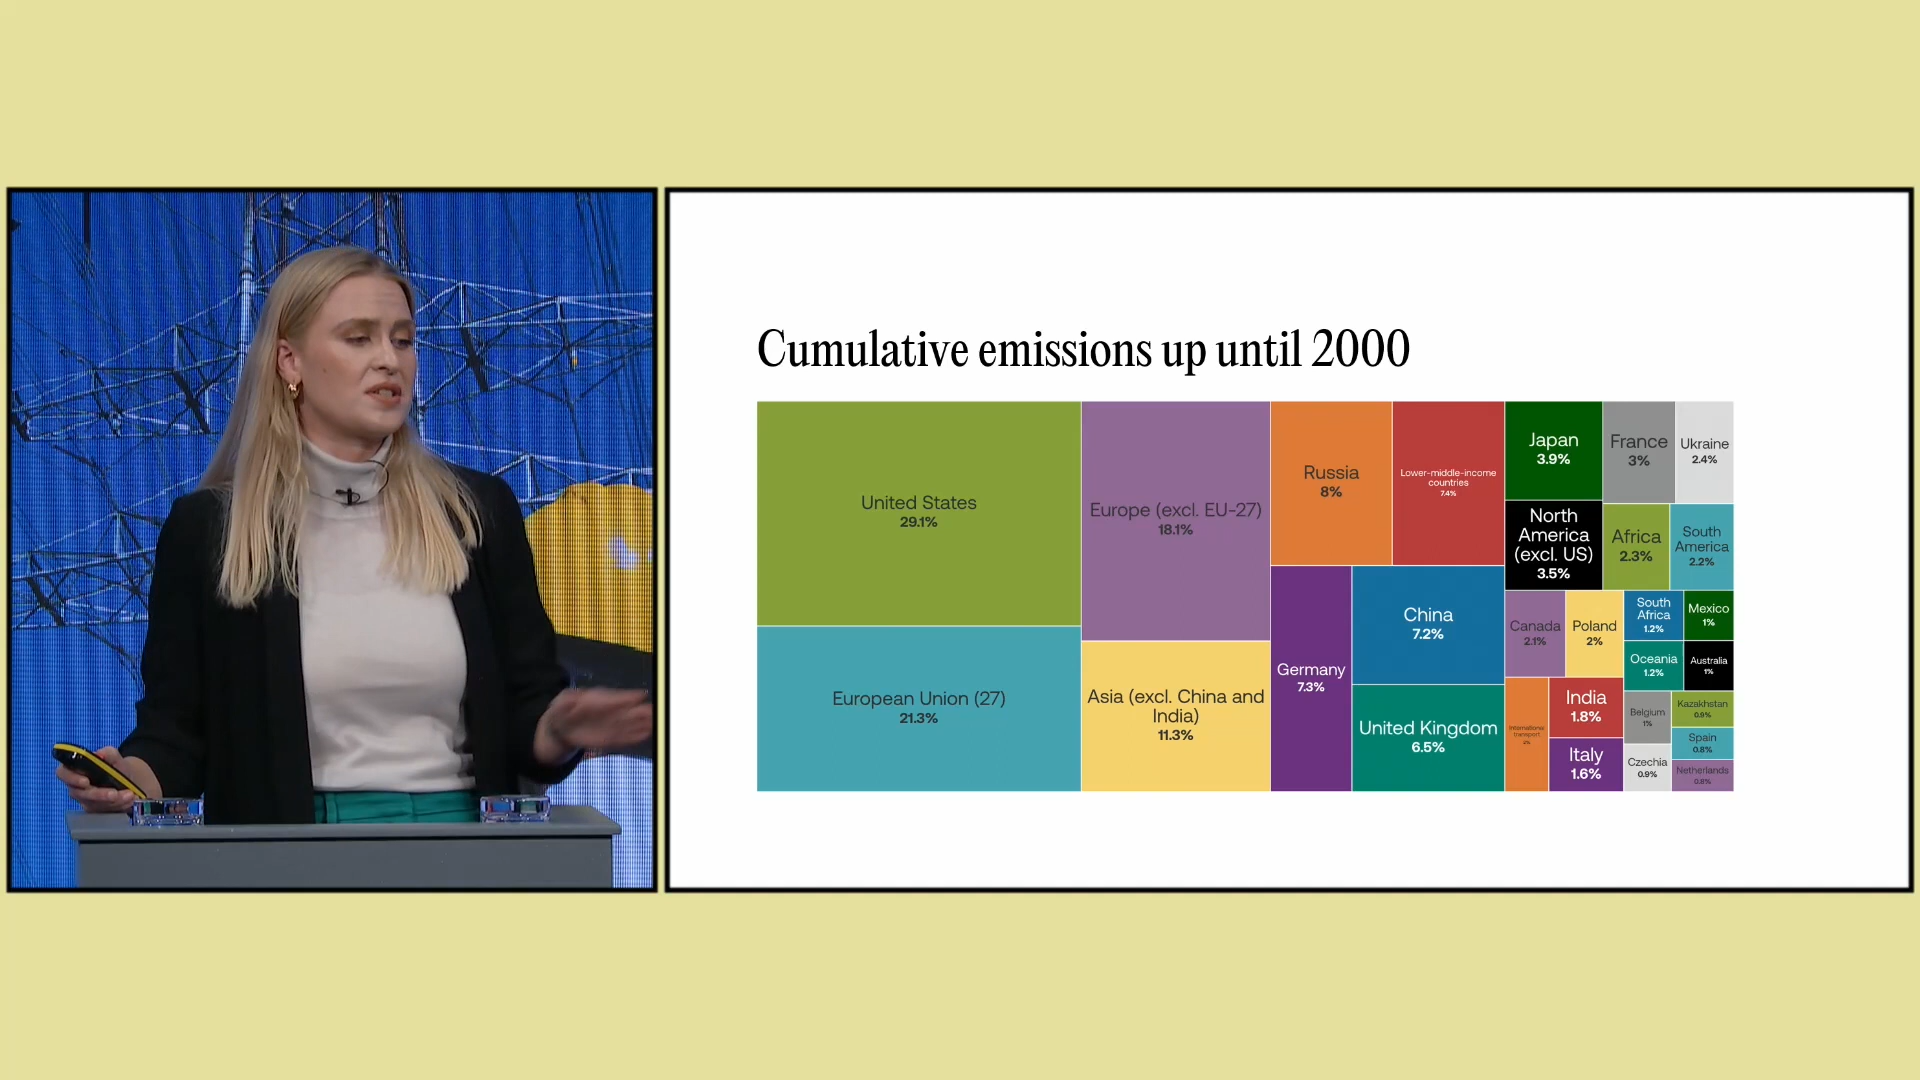 Cumulative emissions up until 2000
United States
29.1%
European Union (27)
21.3%
Europe (excl. EU-27)
18.1%
Asia (excl. China and
India)
11.3%
Russia
8%
Lower-middle-income
countries
7.4%
Germany
7.3%
China
7.2%
United Kingdom
6.5%
Japan
3.9%
France
3%
Ukraine
2.4%
North
America
(excl. US)
3.5%
Africa
2.3%
South
America
2.2%
Canada
2.1%
Poland
2%
South
Africa
1.2%
Mexico
1%
Oceania
1.2%
Australia
1%
International
transport
2%
India
1.8%
Italy
1.6%
Belgium
1%
Czechia
0.9%
Kazakhstan
0.9%
Spain
0.8%
Netherlands
0.8%